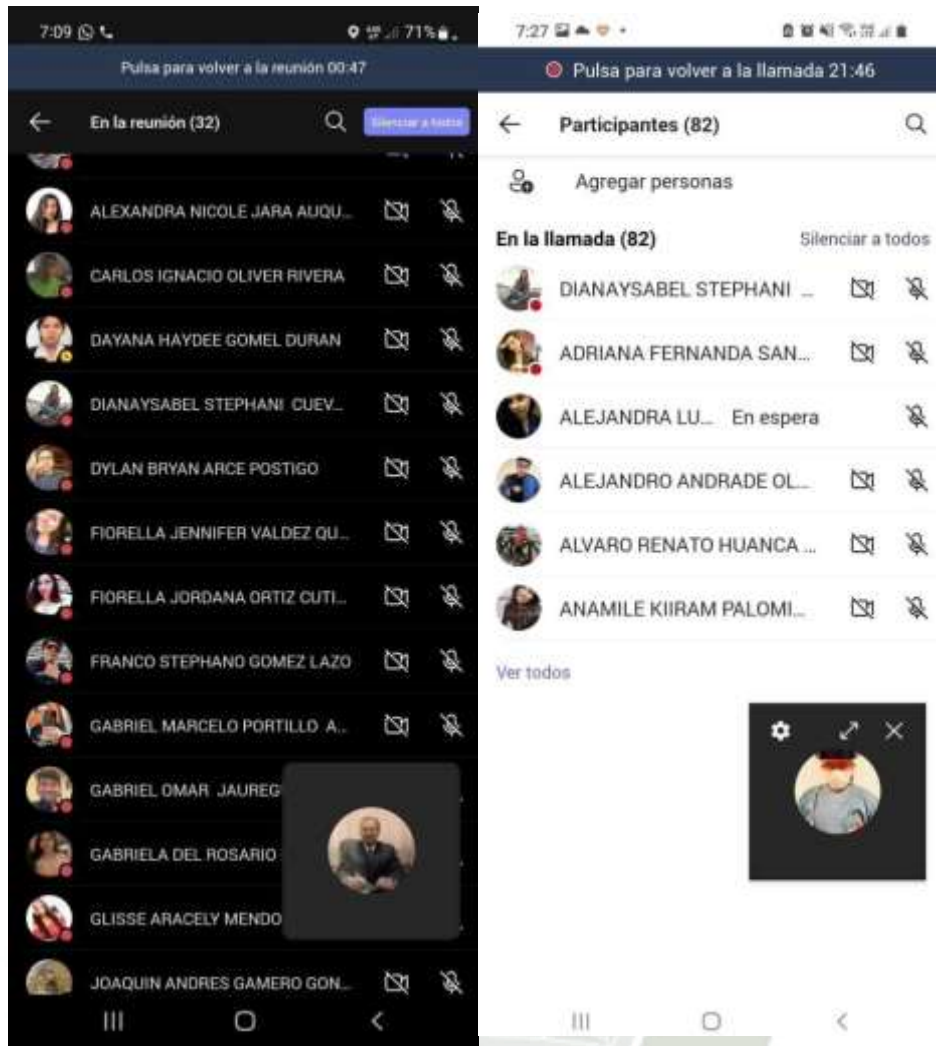 7:09 71%
Pulsa para volver a la reunión 00:47
En la reunión (32) Silenciar a todos
ALEXANDRA NICOLE JARA AUQU...
CARLOS IGNACIO OLIVER RIVERA
DAYANA HAYDEE GOMEL DURAN
DIANAYSABEL STEPHANI CUEV...
DYLAN BRYAN ARCE POSTIGO
FIORELLA JENNIFER VALDEZ QU...
FIORELLA JORDANA ORTIZ CUTI...
FRANCO STEPHANO GOMEZ LAZO
GABRIEL MARCELO PORTILLO A...
GABRIEL OMAR JAUREG
GABRIELA DEL ROSARIO
GLISSE ARACELY MENDO
JOAQUIN ANDRES GAMERO GON...
7:27
Pulsa para volver a la llamada 21:46
Participantes (82)
Agregar personas
En la llamada (82) Silenciar a todos
DIANAYSABEL STEPHANI ...
ADRIANA FERNANDA SAN...
ALEJANDRA LU... En espera
ALEJANDRO ANDRADE OL...
ALVARO RENATO HUANCA ...
ANAMILE KIIRAM PALOMI...
Ver todos